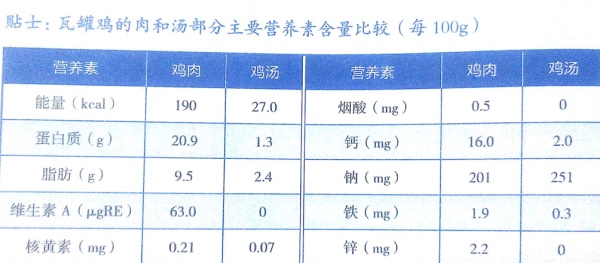 贴士：瓦罐鸡的肉和汤部分主要营养素含量比较（每 100g）
营养素 鸡肉 鸡汤 营养素 鸡肉 鸡汤
能量（kcal） 190 27.0 烟酸（mg） 0.5 0
蛋白质（g） 20.9 1.3 钙（mg） 16.0 2.0
脂肪（g） 9.5 2.4 钠（mg） 201 251
维生素 A（μgRE） 63.0 0 铁（mg） 1.9 0.3
核黄素（mg） 0.21 0.07 锌（mg） 2.2 0